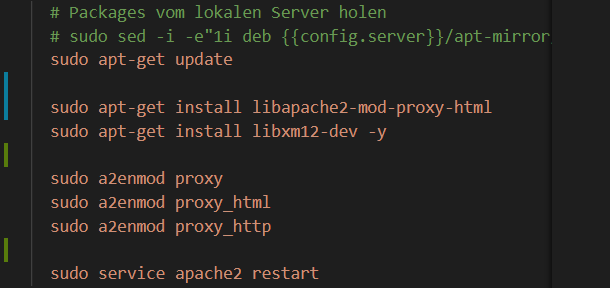 # Packages vom lokalen Server holen
# sudo sed -i -e"1i deb {{config.server}}/apt-mirror
sudo apt-get update
sudo apt-get install libapache2-mod-proxy-html
sudo apt-get install libxm12-dev -y
sudo a2enmod proxy
sudo a2enmod proxy_html
sudo a2enmod proxy_http
sudo service apache2 restart